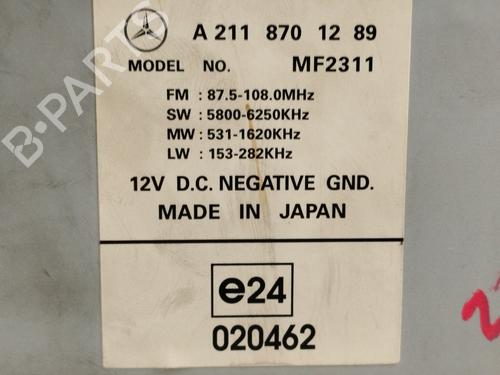 A 211 870 12 89
MODEL NO. MF2311
FM : 87.5-108.0MHz
SW : 5800-6250KHz
MW : 531-1620KHz
LW : 153-282KHz
12V D.C. NEGATIVE GND.
MADE IN JAPAN
e24
020462